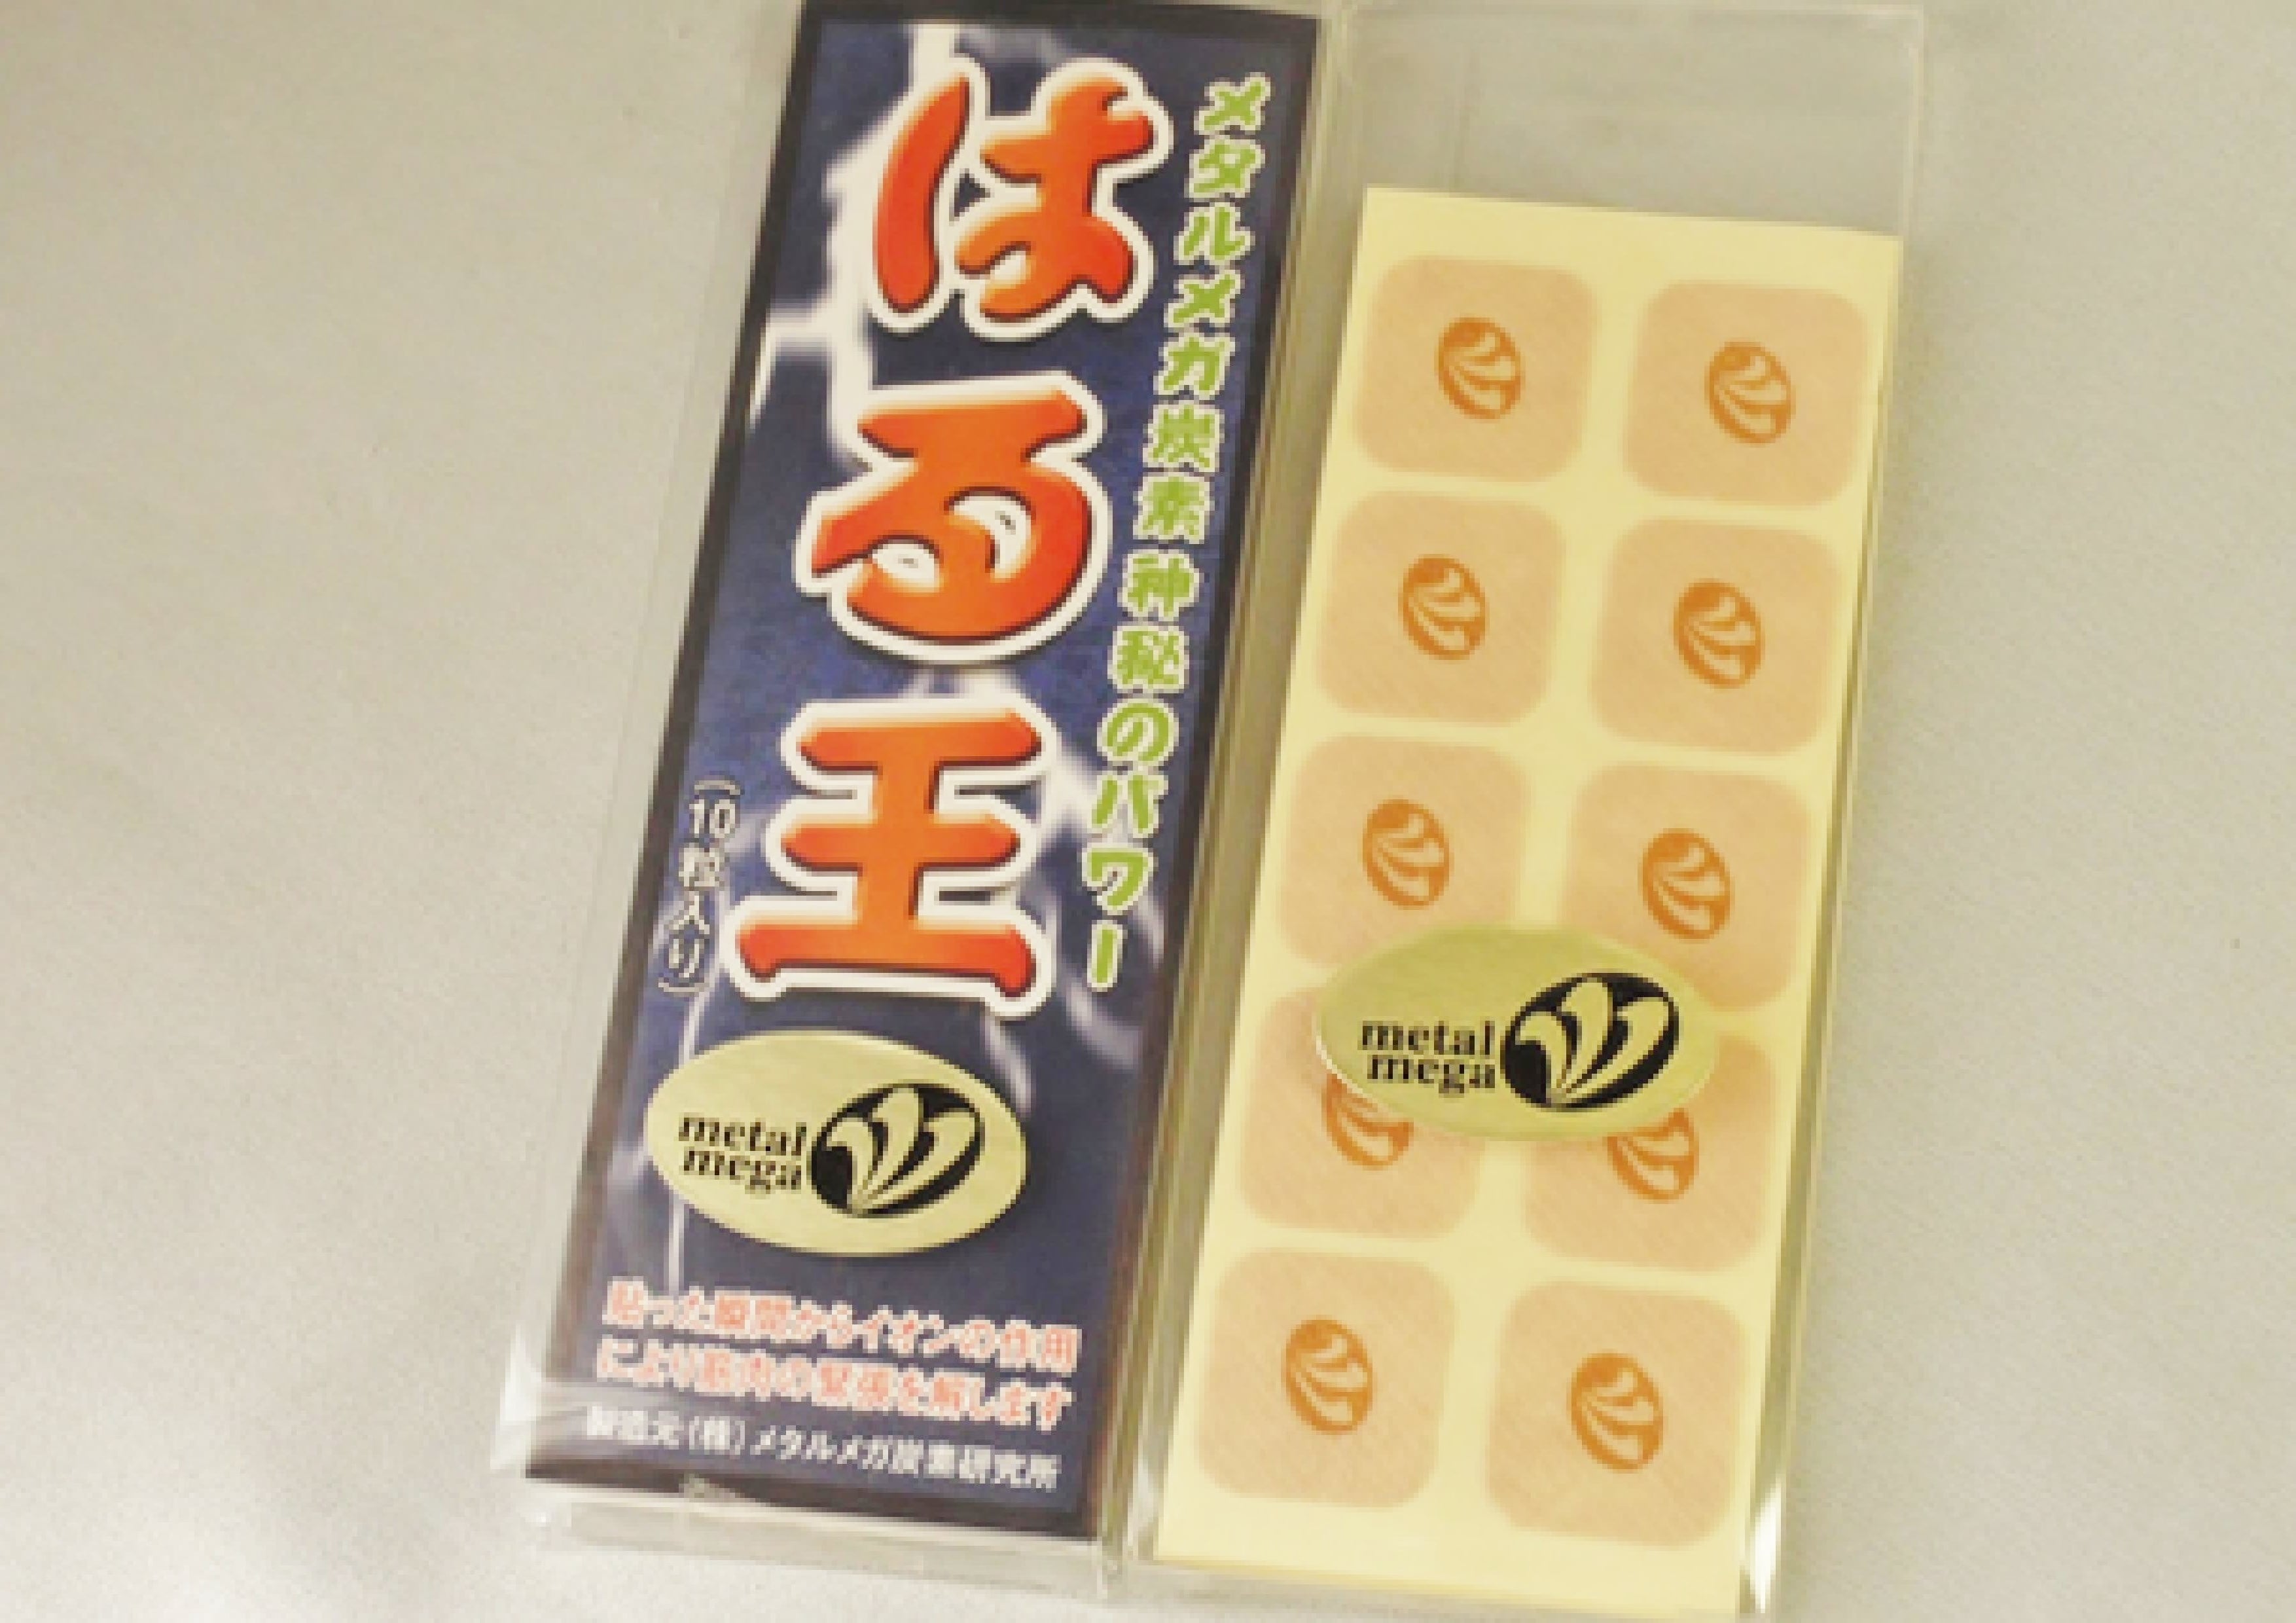 メタルメガ炭素神秘のパワー
はる王
(10粒入り)
metal
mega
貼った瞬間からイオンの作用
により筋肉の緊張を解します
製造元(株)メタルメガ炭素研究所
metal
mega